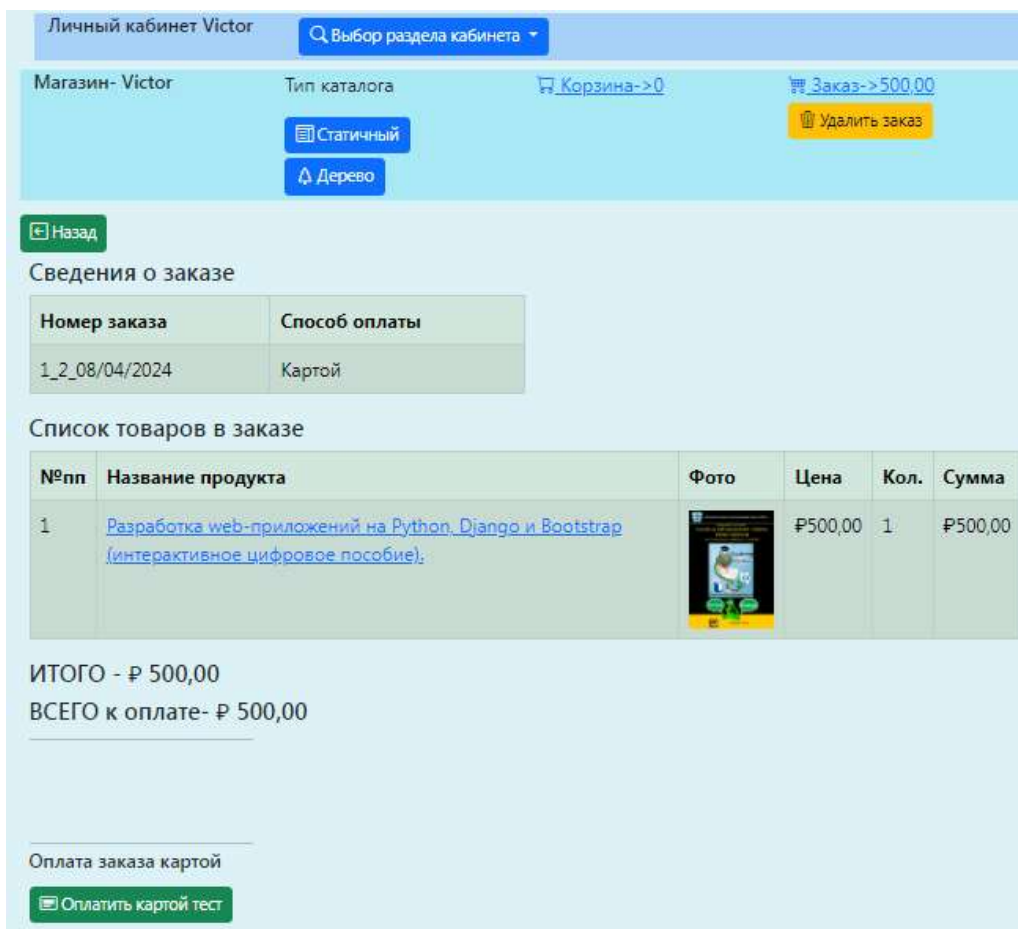 Личный кабинет Victor
Выбор раздела кабинета
Магазин- Victor
Тип каталога
Корзина->0
Заказ->500,00
Удалить заказ
Статичный
Дерево
Назад
Сведения о заказе
Номер заказа Способ оплаты
1_2_08/04/2024 Картой
Список товаров в заказе
№пп Название продукта Фото Цена Кол. Сумма
1 Разработка web-приложений на Python, Django и Bootstrap ₽500,00 1 ₽500,00
(интерактивное цифровое пособие).
ИТОГО - ₽ 500,00
ВСЕГО к оплате- ₽ 500,00
Оплата заказа картой
Оплатить картой тест